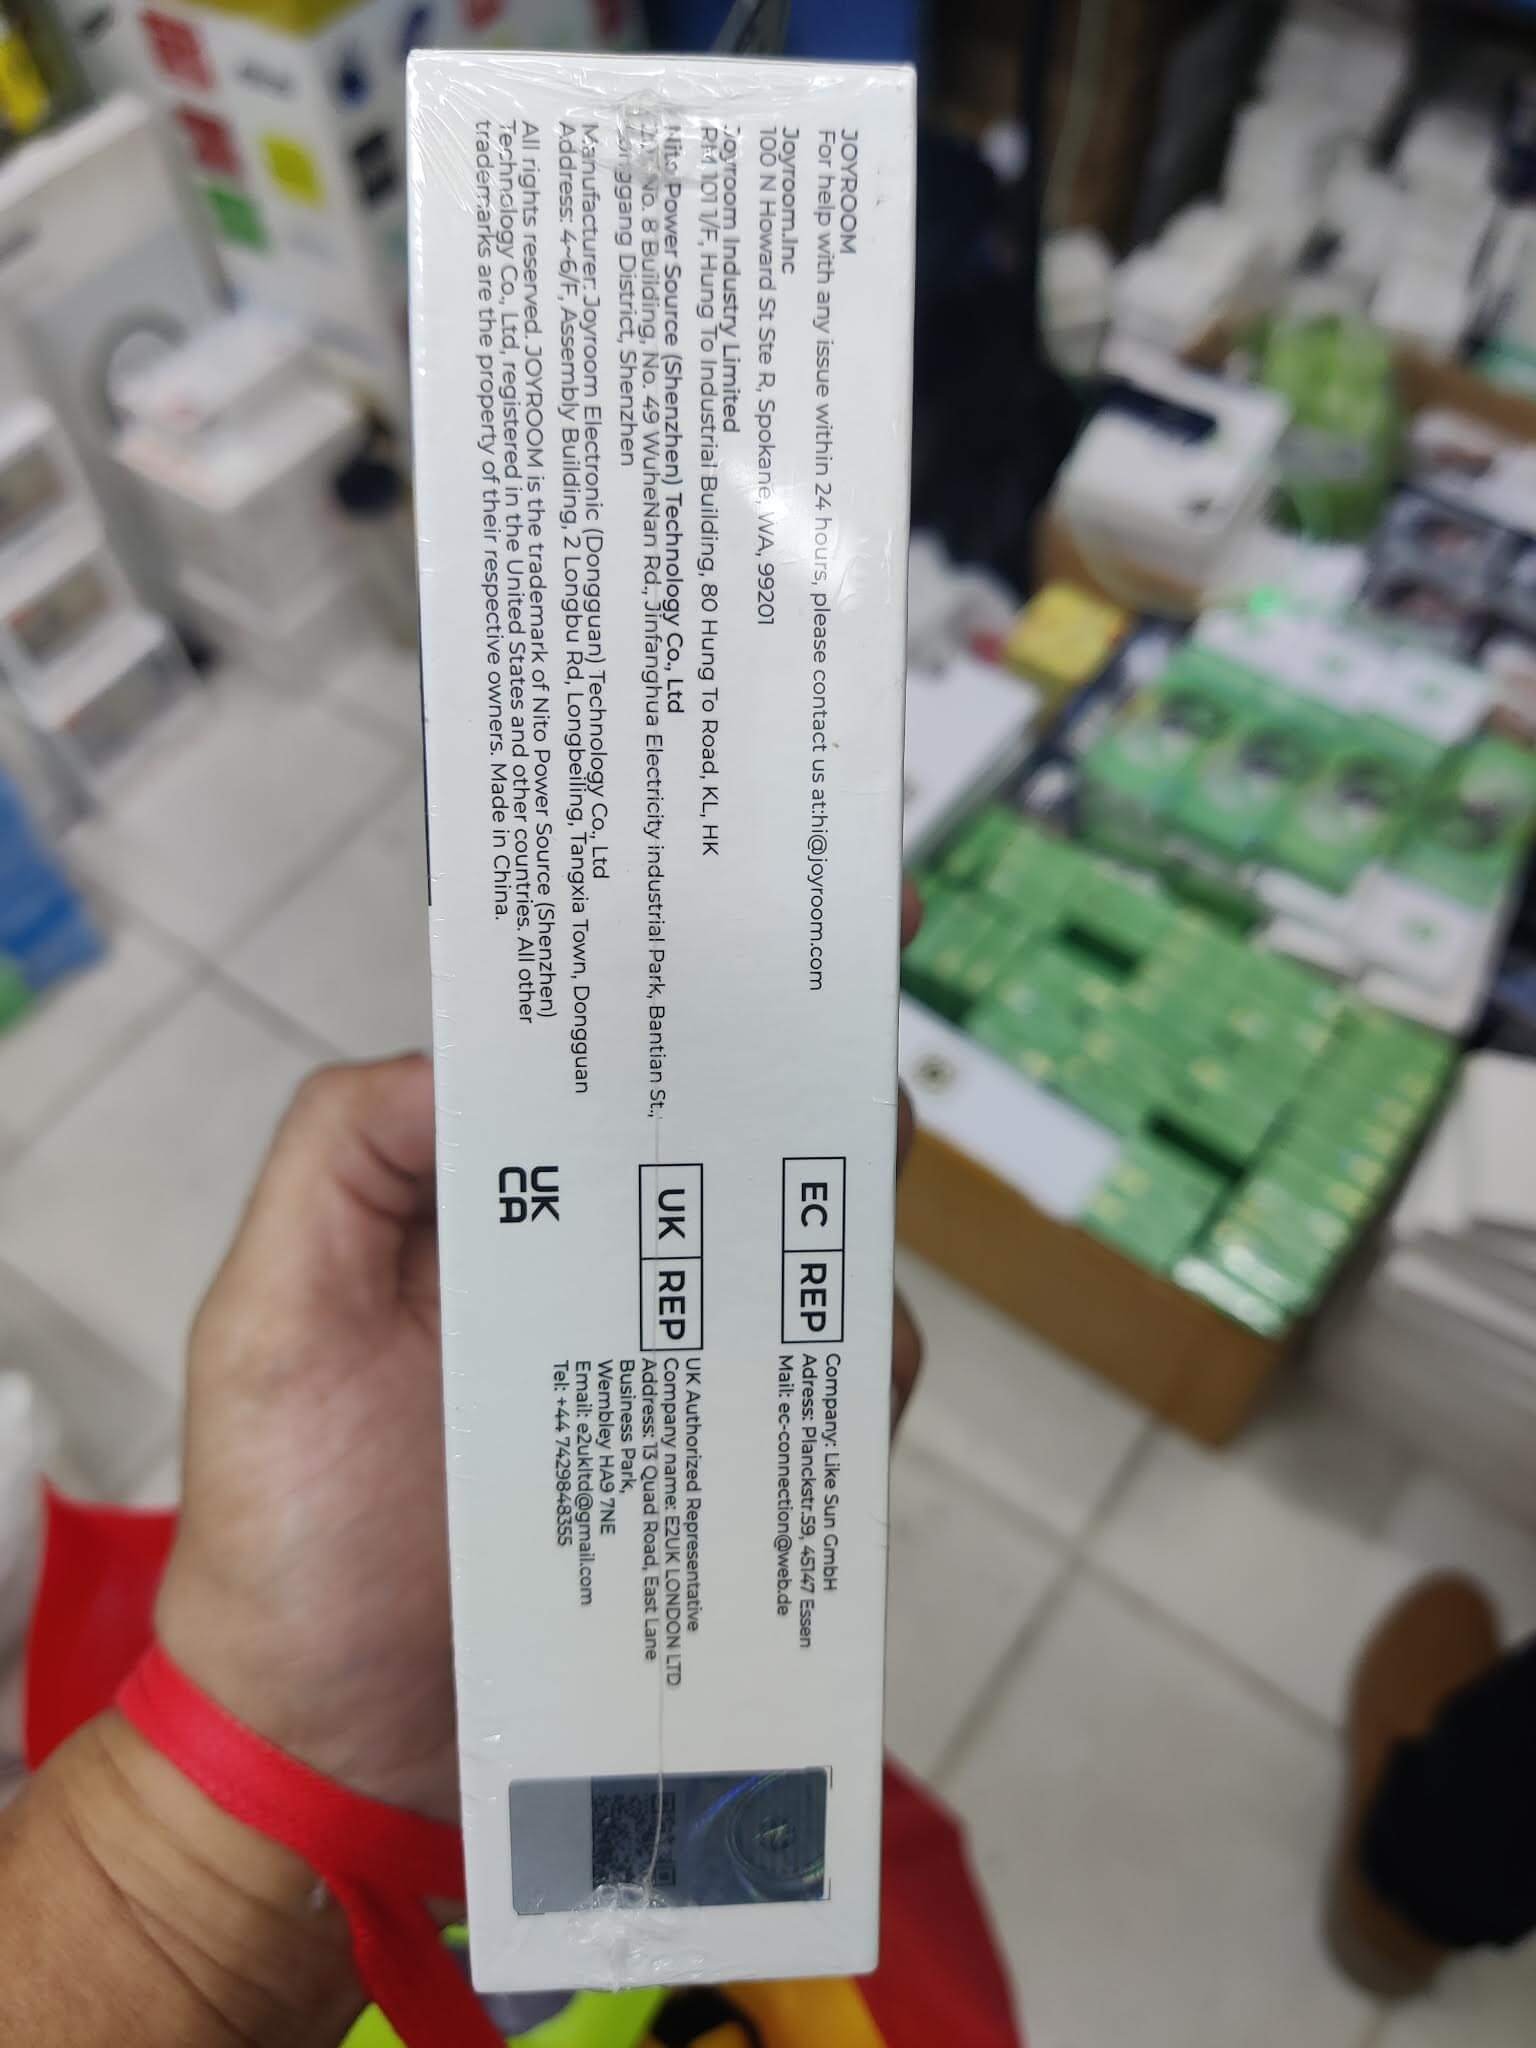 JOYROOM
For help with any issue within 24 hours, please contact us at:hi@joyroom.com
Joyroom.Inc
100 N Howard St Ste R, Spokane, WA, 99201
Joyroom Industry Limited
RM 101 1/F, Hung To Industrial Building, 80 Hung To Road, KL, HK
Nito Power Source (Shenzhen) Technology Co., Ltd
No. 8 Building, No. 49 WuheNan Rd., Jinfanghua Electricity industrial Park, Bantian St.,
Longgang District, Shenzhen
Manufacturer: Joyroom Electronic (Dongguan) Technology Co., Ltd
Address: 4~6/F, Assembly Building, 2 Longbu Rd, Longbeiling, Tangxia Town, Dongguan
All rights reserved. JOYROOM is the trademark of Nito Power Source (Shenzhen)
Technology Co., Ltd, registered in the United States and other countries. All other
trademarks are the property of their respective owners. Made in China.
EC REP
Company: Like Sun GmbH
Adress: Planckstr.59, 45147 Essen
Mail: ec-connection@web.de
UK REP
UK Authorized Representative
Company name: E2UK LONDON LTD
Address: 13 Quad Road, East Lane
Business Park,
Wembley HA9 7NE
Email: e2ukltd@gmail.com
Tel: +44 7429848355
UK
CA